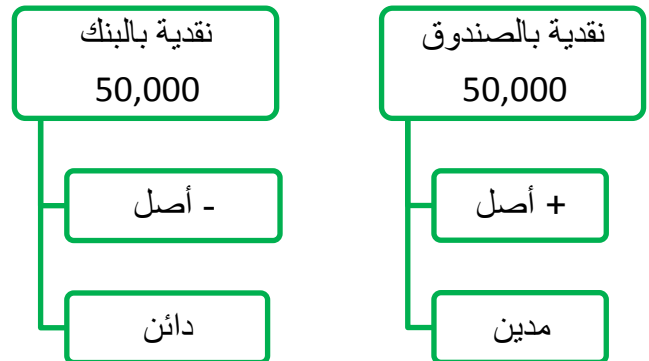 نقدية بالصندوق
50,000
+ أصل
مدين
نقدية بالبنك
50,000
- أصل
دائن